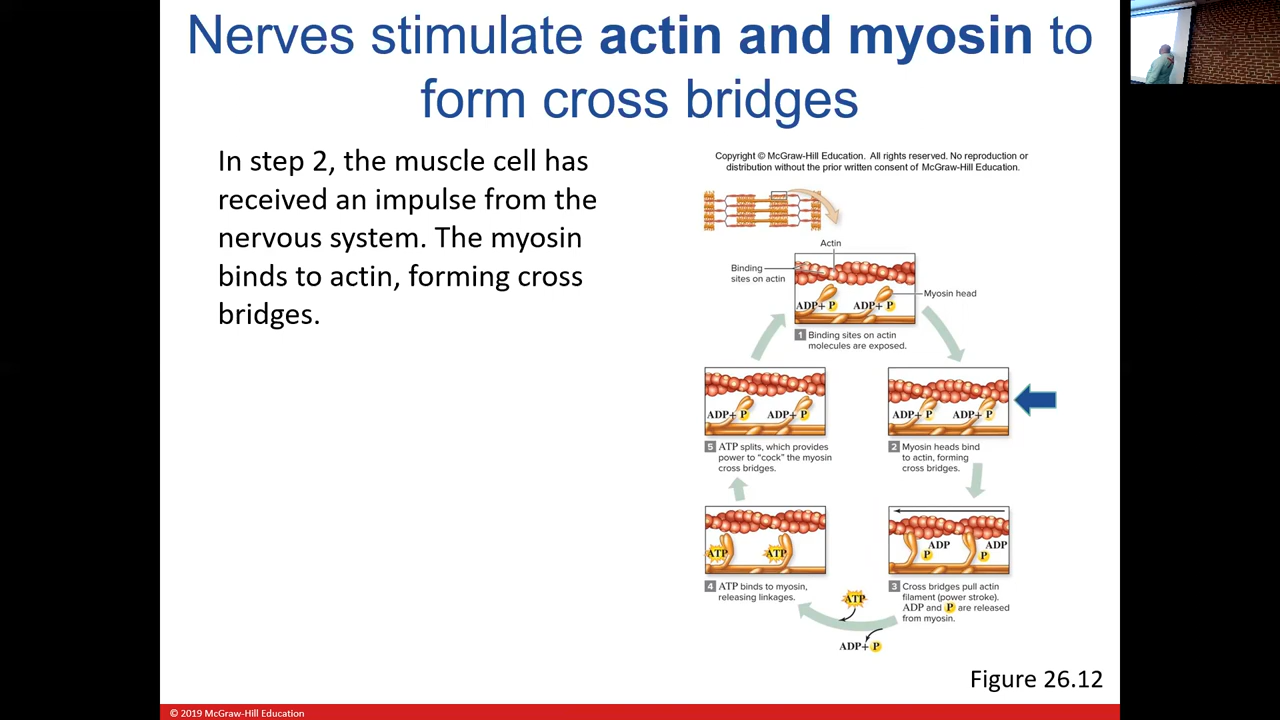 Nerves stimulate actin and myosin to
form cross bridges
In step 2, the muscle cell has
received an impulse from the
nervous system. The myosin
binds to actin, forming cross
bridges.
Copyright © McGraw-Hill Education. All rights reserved. No reproduction or
distribution without the prior written consent of McGraw-Hill Education.
Actin
Binding
sites on actin
Myosin head
ADP+ P
ADP+ P
1 Binding sites on actin
molecules are exposed.
ADP+ P
ADP+ P
2 Myosin heads bind
to actin, forming
cross bridges.
ADP
P
ADP
P
3 Cross bridges pull actin
filament (power stroke).
ADP and P are released
from myosin.
ATP
ADP+ P
ATP
ATP
4 ATP binds to myosin,
releasing linkages.
ADP+ P
ADP+ P
5 ATP splits, which provides
power to “cock” the myosin
cross bridges.
Figure 26.12
© 2019 McGraw-Hill Education